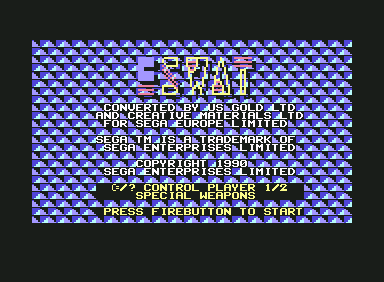 ESWAT
CONVERTED BY US GOLD LTD
AND CREATIVE MATERIALS LTD
FOR SEGA EUROPE LIMITED
SEGA TM IS A TRADEMARK OF
SEGA ENTERPRISES LIMITED
COPYRIGHT 1990
SEGA ENTERPRISES LIMITED
C/? CONTROL PLAYER 1/2
SPECIAL WEAPONS
PRESS FIREBUTTON TO START